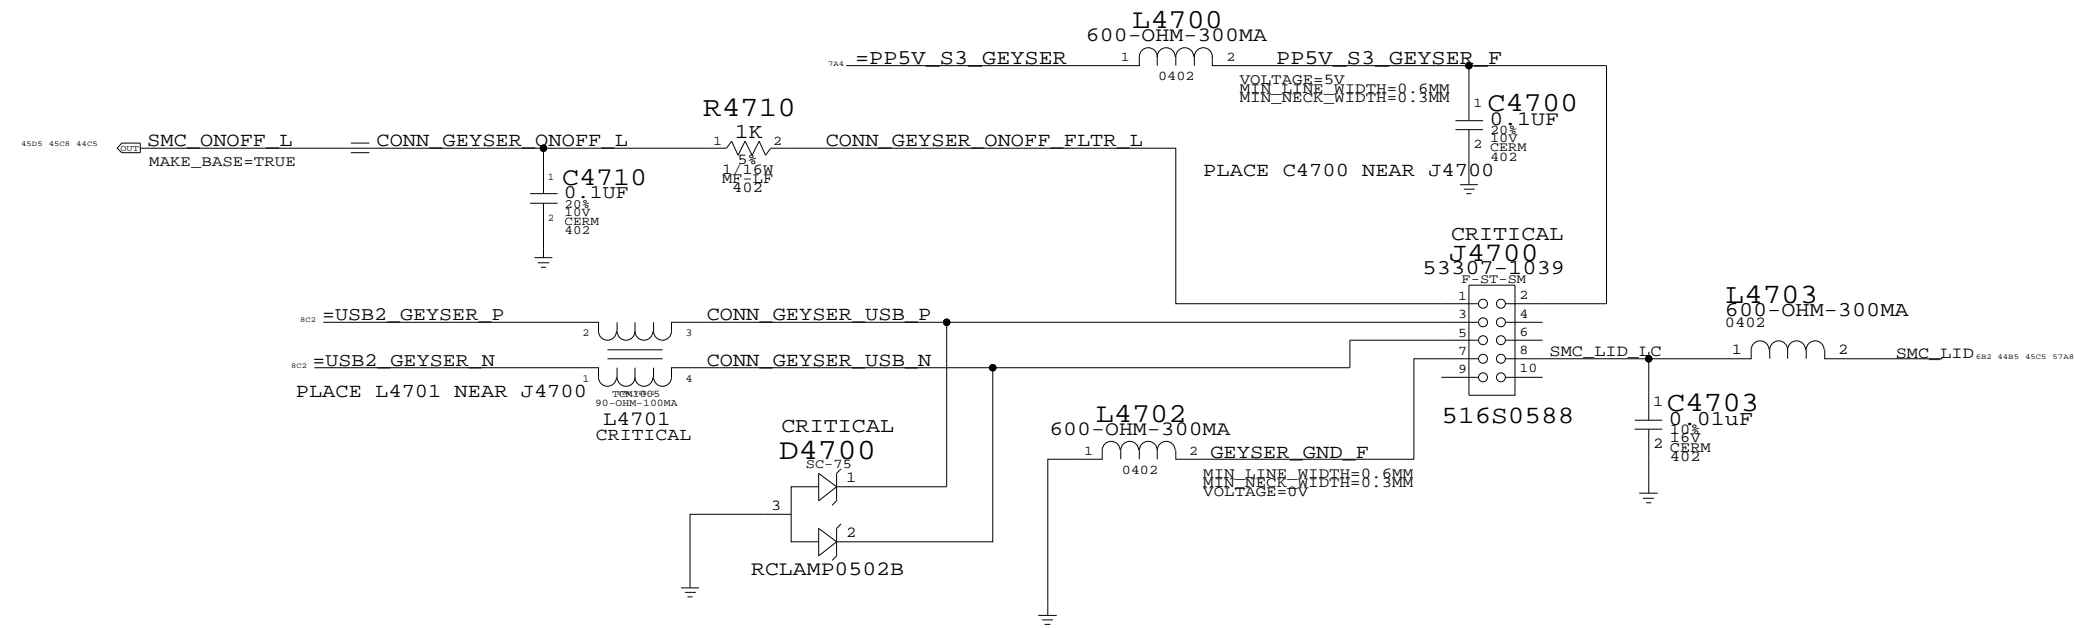 L4700
600-OHM-300MA
7A4 =PP5V_S3_GEYSER 1 2 PP5V_S3_GEYSER_F
0402
VOLTAGE=5V
MIN_LINE_WIDTH=0.6MM
MIN_NECK_WIDTH=0.3MM
1 C4700
0.1UF
20%
10V
2 CERM
402
PLACE C4700 NEAR J4700
R4710
1K
45D5 45C8 44C5 OUT SMC_ONOFF_L CONN_GEYSER_ONOFF_L 1 2 CONN_GEYSER_ONOFF_FLTR_L
MAKE_BASE=TRUE
5%
1/16W
MF-LF
402
1 C4710
0.1UF
20%
10V
2 CERM
402
CRITICAL
J4700
53307-1039
F-ST-SM
1 2
3 4
5 6
7 8
9 10
516S0588
8C2 =USB2_GEYSER_P 2 3 CONN_GEYSER_USB_P
8C2 =USB2_GEYSER_N 1 4 CONN_GEYSER_USB_N
PLACE L4701 NEAR J4700
90-OHM-100MA
L4701
CRITICAL
L4703
600-OHM-300MA
0402
SMC_LID_LC 1 2 SMC_LID 6B2 44B5 45C5 57A8
1 C4703
0.01uF
10%
16V
2 CERM
402
CRITICAL
D4700
SC-75
1
3
2
RCLAMP0502B
L4702
600-OHM-300MA
1 2 GEYSER_GND_F
0402
MIN_LINE_WIDTH=0.6MM
MIN_NECK_WIDTH=0.3MM
VOLTAGE=0V